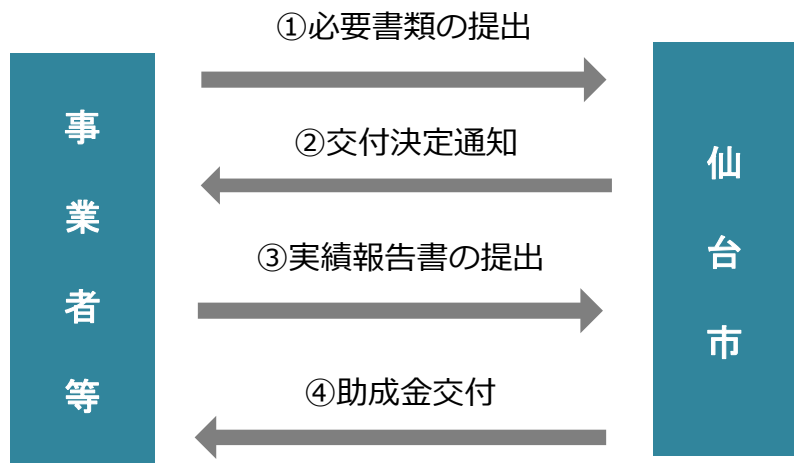 ①必要書類の提出
事業者等
②交付決定通知
仙台市
③実績報告書の提出
④助成金交付